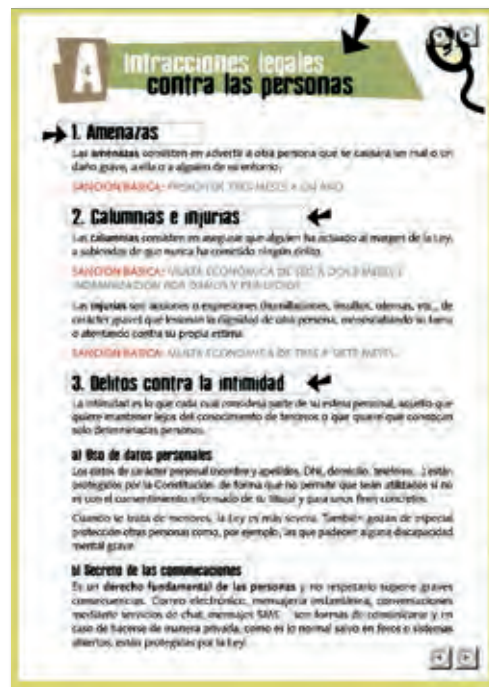 A
Infracciones legales
contra las personas
1. Amenazas
Las amenazas consisten en advertir a otra persona que se causará un mal o un
daño grave, a ella o a alguien de su entorno.
SANCIÓN BÁSICA: PRISIÓN DE TRES MESES A UN AÑO
2. Calumnias e injurias
Las calumnias consisten en asegurar que alguien ha actuado al margen de la Ley,
a sabiendas de que nunca ha cometido ningún delito.
SANCIÓN BÁSICA: MULTA ECONÓMICA DE SEIS A DOCE MESES E
INDEMNIZACIÓN POR DAÑOS Y PERJUICIOS
Las injurias son acciones o expresiones (humillaciones, insultos, ofensas, etc., de
carácter grave) que lesionan la dignidad de otra persona, menoscabando su fama
o atentando contra su propia estima.
SANCIÓN BÁSICA: MULTA ECONÓMICA DE TRES A SIETE MESES
3. Delitos contra la intimidad
La intimidad es lo que cada cual considera parte de su esfera personal, aquello que
quiere mantener lejos del conocimiento de terceros o que quiere que conozcan
solo determinadas personas.
a) Uso de datos personales
Los datos de carácter personal (nombre y apellidos, DNI, domicilio, teléfono...) están
protegidos por la Constitución, de forma que no permite que sean utilizados si no
es con el consentimiento informado de su titular y para unos fines concretos.
Cuando se trata de menores, la Ley es más severa. También gozan de especial
protección otras personas como, por ejemplo, las que padecen alguna discapacidad
mental grave.
b) Secreto de las comunicaciones
Es un derecho fundamental de las personas y no respetarlo supone graves
consecuencias. Correo electrónico, mensajería instantánea, conversaciones
mediante servicios de chat, mensajes SMS... son formas de comunicarse y en
caso de hacerse de manera privada, como es lo normal salvo en foros o sistemas
abiertos, están protegidas por la Ley.